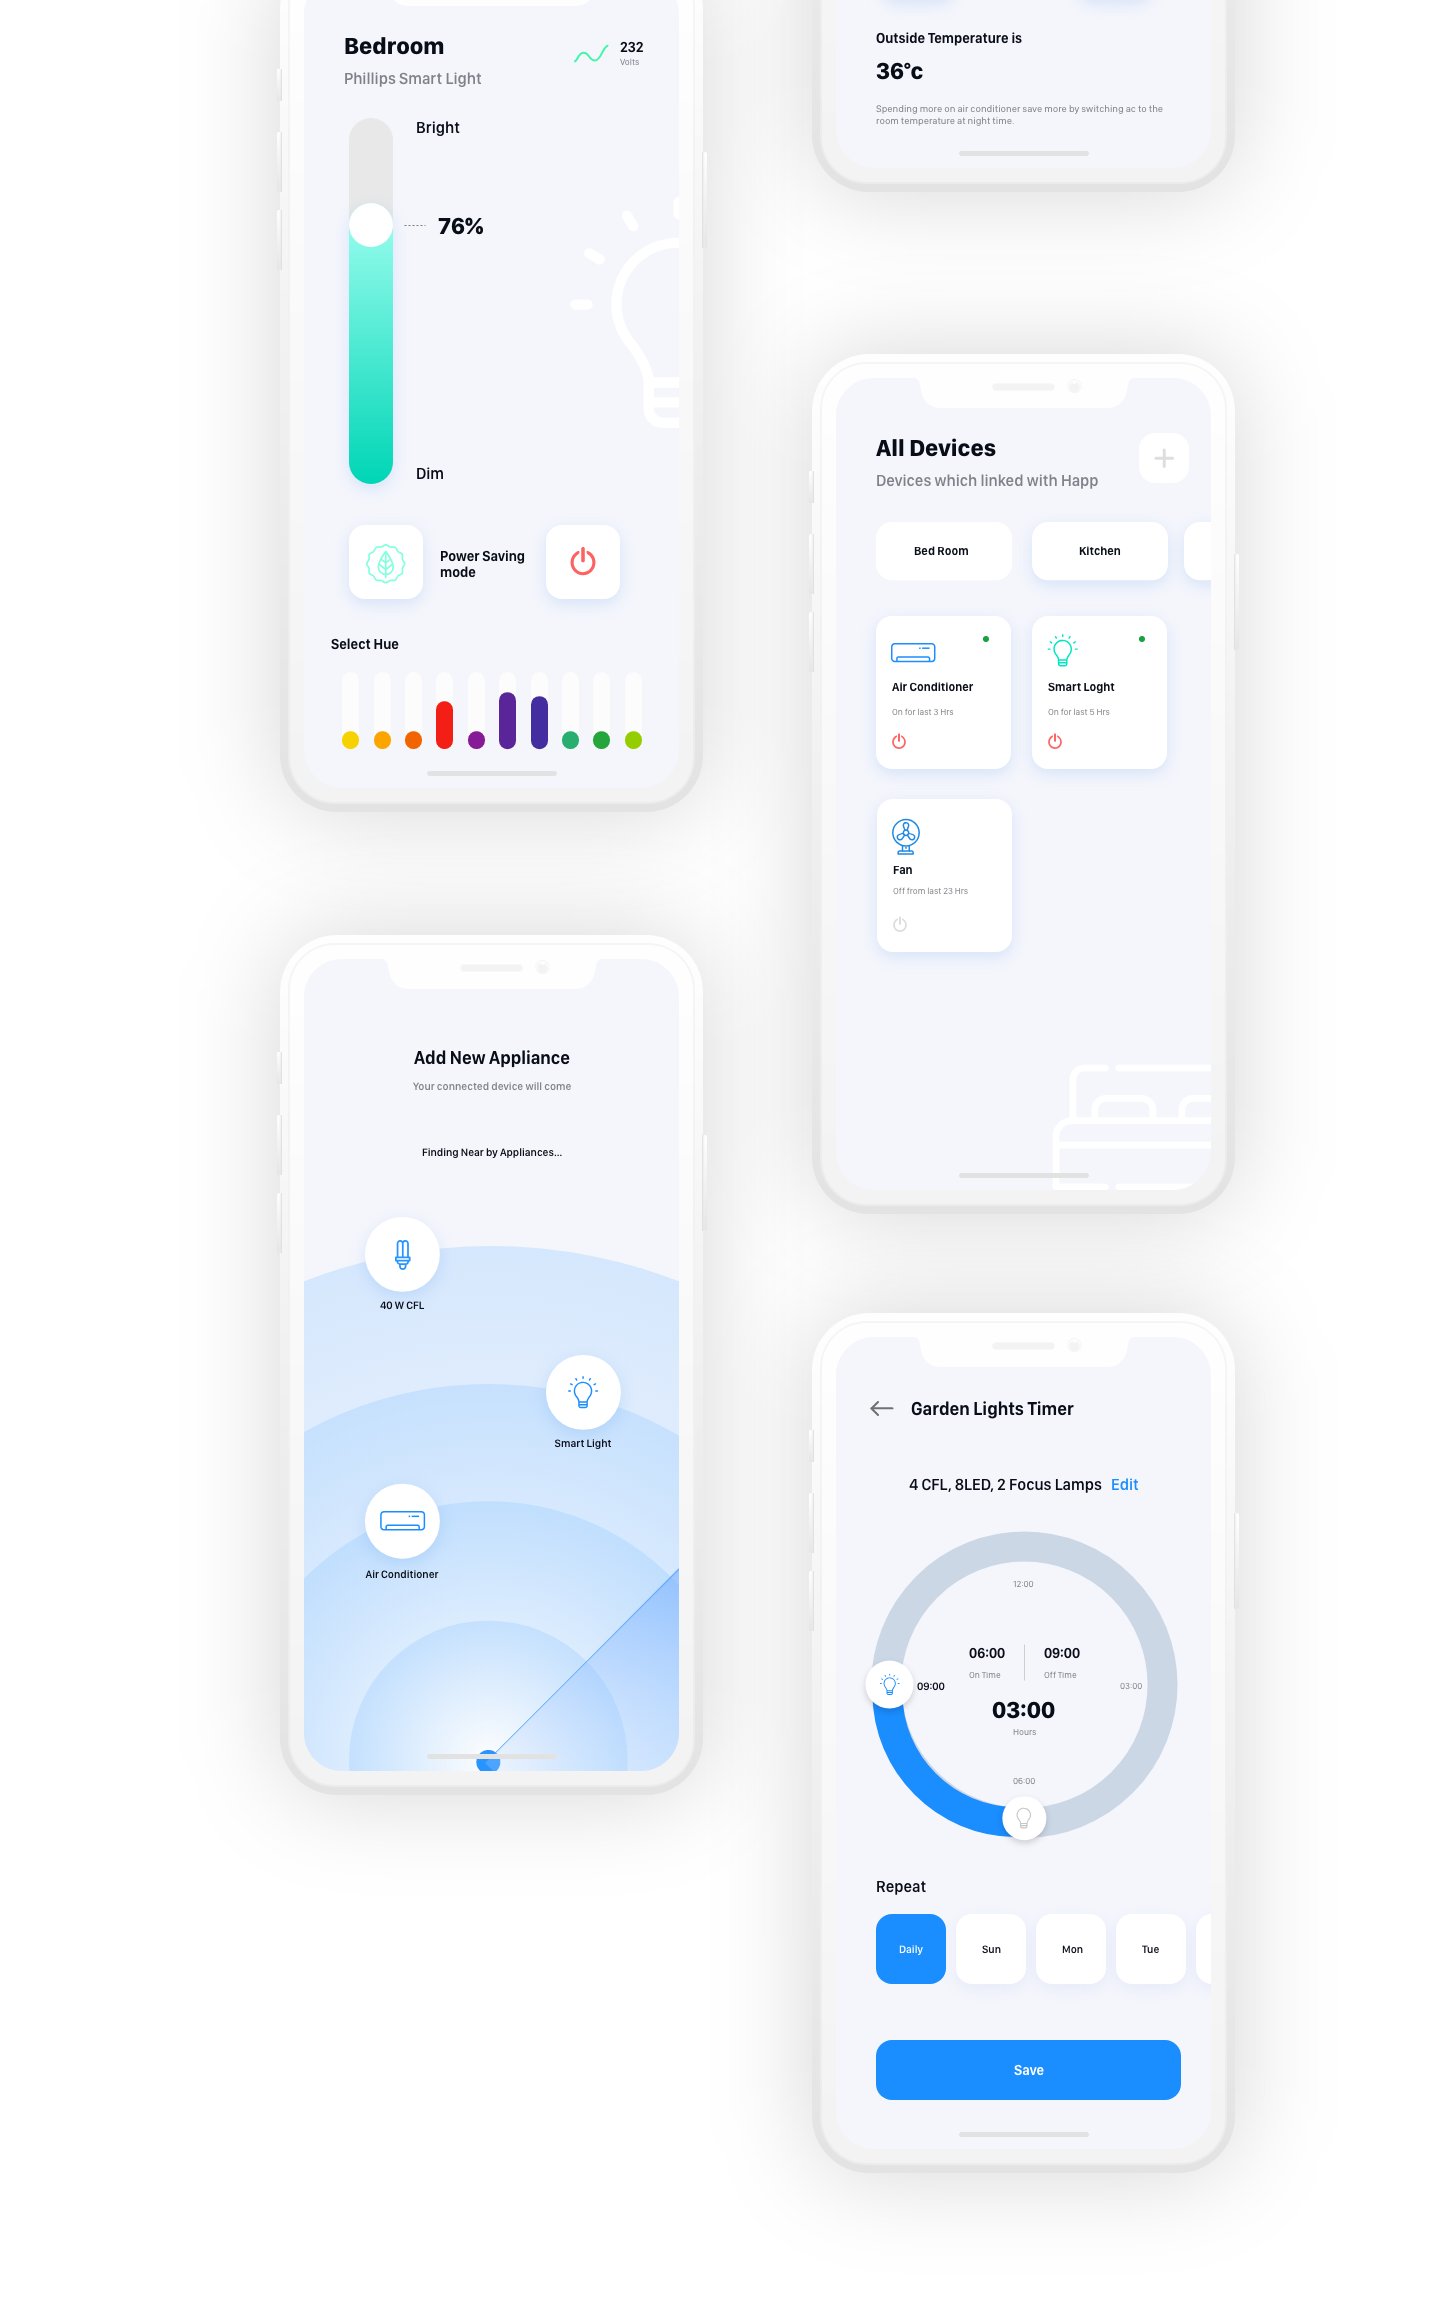 Bedroom
Phillips Smart Light
232
Volts
Bright
76%
Dim
Power Saving
mode
Select Hue
Outside Temperature is
36°c
Spending more on air conditioner save more by switching ac to the
room temperature at night time.
All Devices
Devices which linked with Happ
Bed Room
Kitchen
Air Conditioner
On for last 3 Hrs
Smart Loght
On for last 5 Hrs
Fan
Off from last 23 Hrs
Add New Appliance
Your connected device will come
Finding Near by Appliances...
40 W CFL
Smart Light
Air Conditioner
Garden Lights Timer
4 CFL, 8LED, 2 Focus Lamps Edit
12:00
06:00
On Time
09:00
Off Time
09:00
03:00
03:00
Hours
06:00
Repeat
Daily
Sun
Mon
Tue
Save